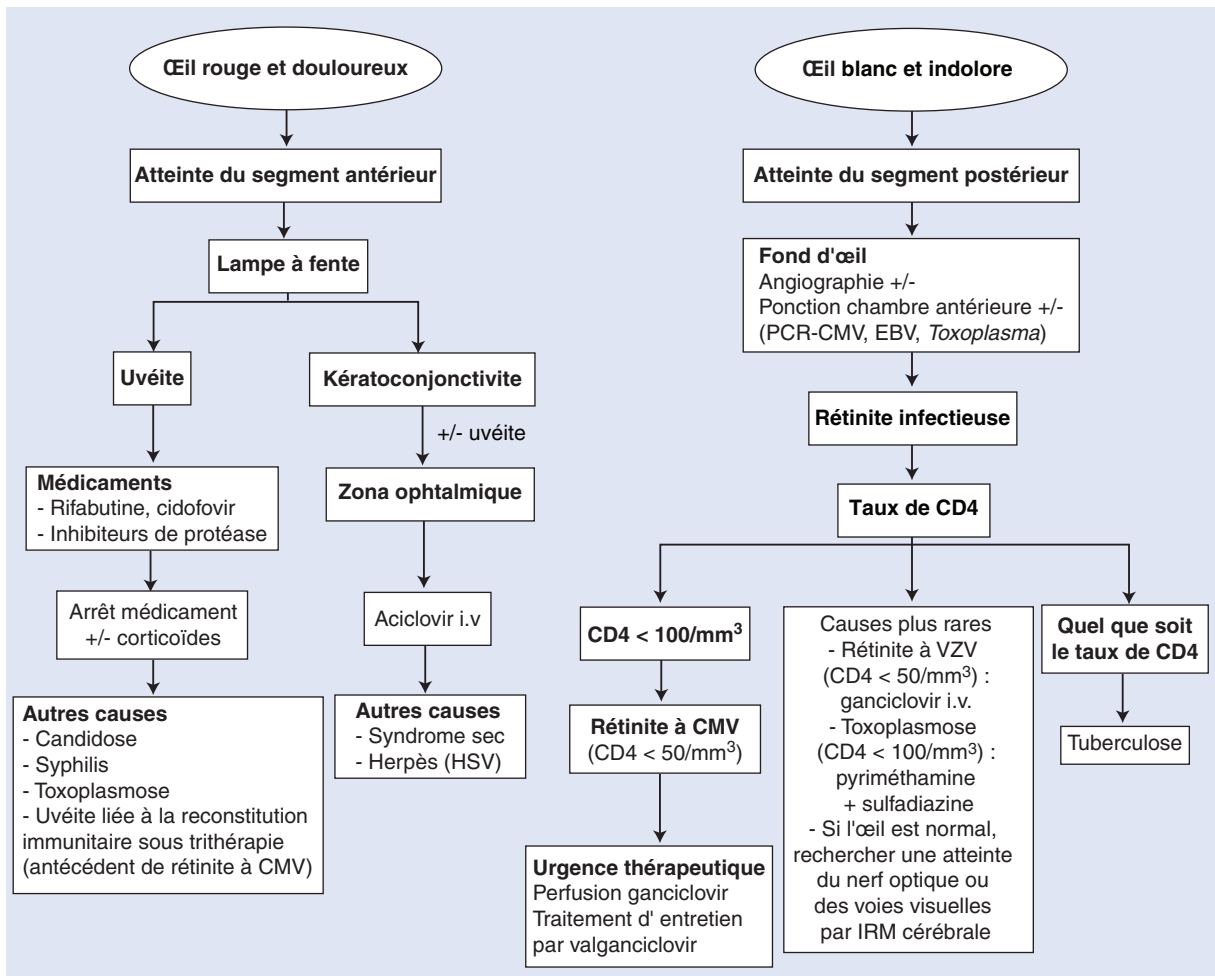 Œil rouge et douloureux
Atteinte du segment antérieur
Lampe à fente
Uvéite
Kératoconjonctivite
+/- uvéite
Médicaments
- Rifabutine, cidofovir
- Inhibiteurs de protéase
Zona ophtalmique
Arrêt médicament
+/- corticoïdes
Aciclovir i.v
Autres causes
- Candidose
- Syphilis
- Toxoplasmose
- Uvéite liée à la reconstitution
immunitaire sous trithérapie
(antécédent de rétinite à CMV)
Autres causes
- Syndrome sec
- Herpès (HSV)
Œil blanc et indolore
Atteinte du segment postérieur
Fond d'œil
Angiographie +/-
Ponction chambre antérieure +/-
(PCR-CMV, EBV, Toxoplasma)
Rétinite infectieuse
Taux de CD4
CD4 < 100/mm³
Rétinite à CMV
(CD4 < 50/mm³)
Urgence thérapeutique
Perfusion ganciclovir
Traitement d' entretien
par valganciclovir
Causes plus rares
- Rétinite à VZV
(CD4 < 50/mm³) :
ganciclovir i.v.
- Toxoplasmose
(CD4 < 100/mm³) :
pyriméthamine
+ sulfadiazine
- Si l'œil est normal,
rechercher une atteinte
du nerf optique ou
des voies visuelles
par IRM cérébrale
Quel que soit
le taux de CD4
Tuberculose